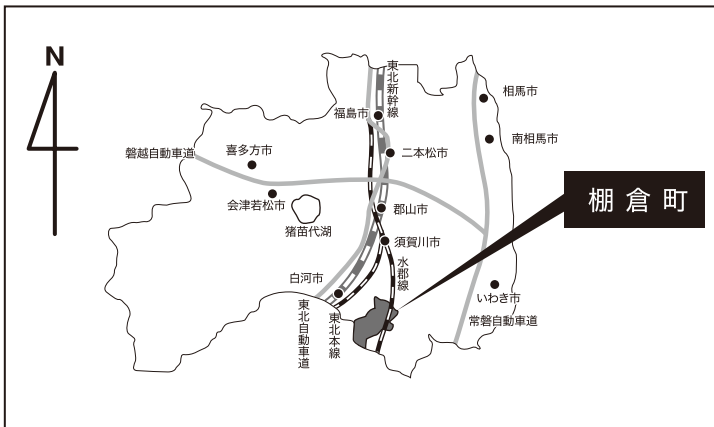 N
東北新幹線
福島市
相馬市
南相馬市
磐越自動車道
喜多方市
二本松市
会津若松市
猪苗代湖
郡山市
棚倉町
須賀川市
水郡線
白河市
いわき市
東北自動車道
東北本線
常磐自動車道